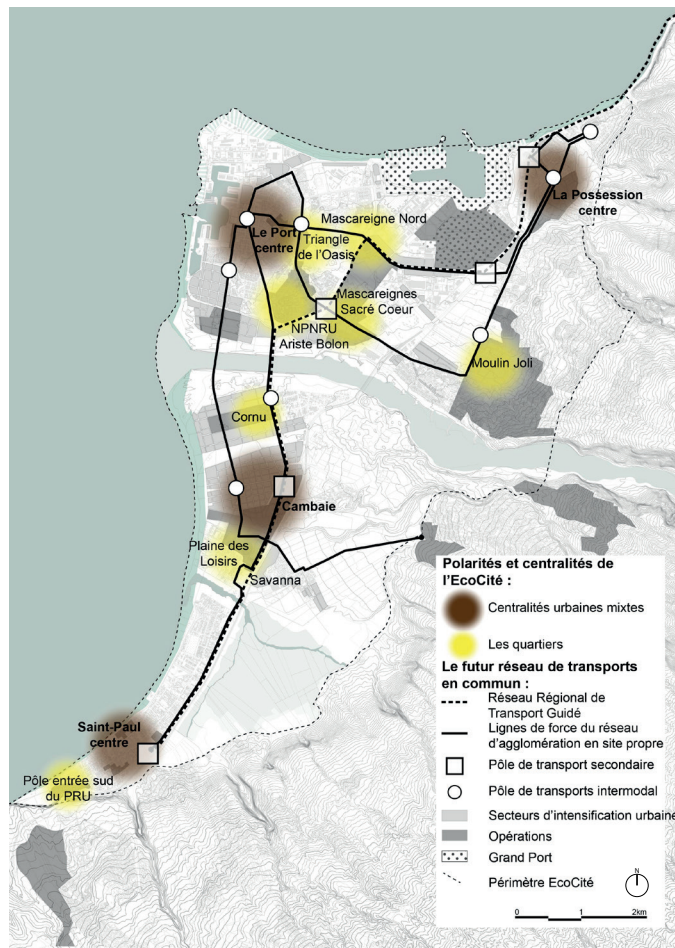 La Possession
centre
Mascareigne Nord
Le Port
centre
Triangle
de l'Oasis
Mascareignes
Sacré Coeur
NPNRU
Ariste Bolon
Moulin Joli
Cornu
Cambaie
Plaine des
Loisirs
Savanna
Saint-Paul
centre
Pôle entrée sud
du PRU
Polarités et centralités de
l'EcoCité :
Centralités urbaines mixtes
Les quartiers
Le futur réseau de transports
en commun :
Réseau Régional de
Transport Guidé
Lignes de force du réseau
d'agglomération en site propre
Pôle de transport secondaire
Pôle de transports intermodal
Secteurs d'intensification urbaine
Opérations
Grand Port
Périmètre EcoCité
N
0 1 2km